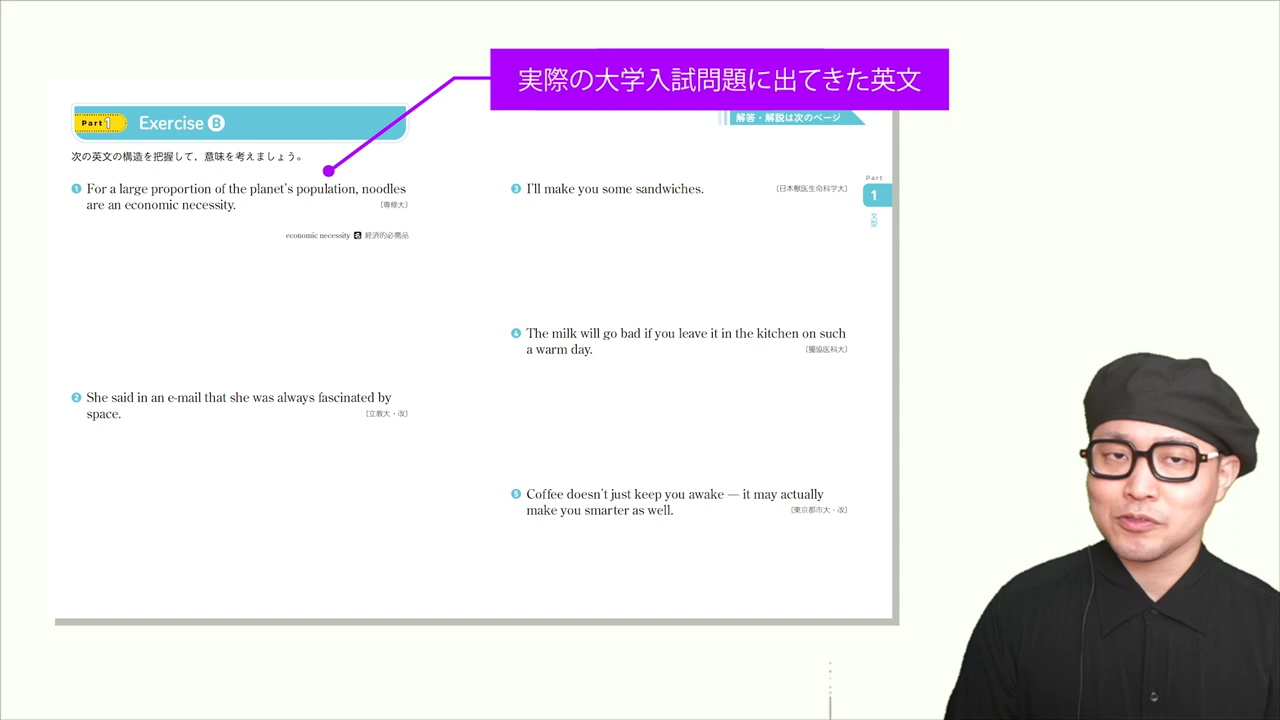 実際の大学入試問題に出てきた英文
Part 1 Exercise B
次の英文の構造を把握して，意味を考えましょう。
1 For a large proportion of the planet's population, noodles
are an economic necessity. 〔専修大〕
economic necessity 名 経済的必需品
2 She said in an e-mail that she was always fascinated by
space. 〔立教大・改〕
解答・解説は次のページ
Part
1
文型
3 I'll make you some sandwiches. 〔日本獣医生命科学大〕
4 The milk will go bad if you leave it in the kitchen on such
a warm day. 〔獨協医科大〕
5 Coffee doesn't just keep you awake — it may actually
make you smarter as well. 〔東京都市大・改〕